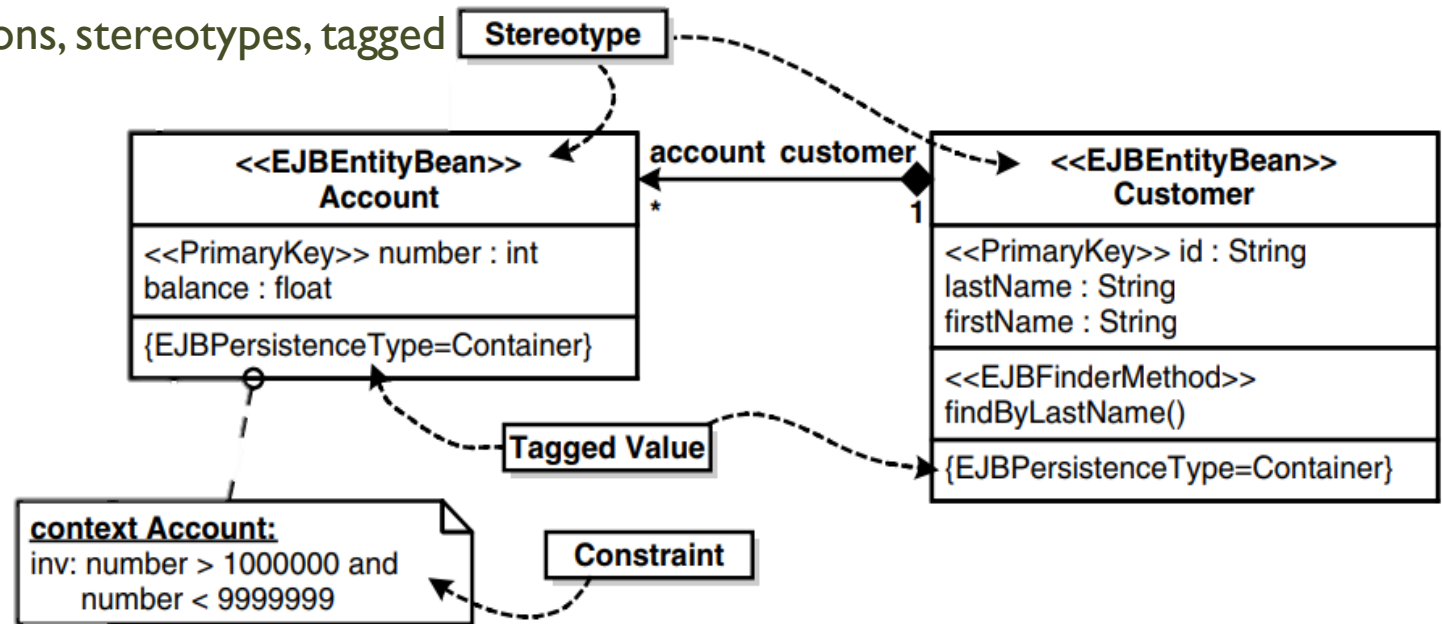 ons, stereotypes, tagged
Stereotype
<<EJBEntityBean>>
Account
<<PrimaryKey>> number : int
balance : float
{EJBPersistenceType=Container}
account customer
*
1
<<EJBEntityBean>>
Customer
<<PrimaryKey>> id : String
lastName : String
firstName : String
<<EJBFinderMethod>>
findByLastName()
{EJBPersistenceType=Container}
Tagged Value
context Account:
inv: number > 1000000 and
number < 9999999
Constraint